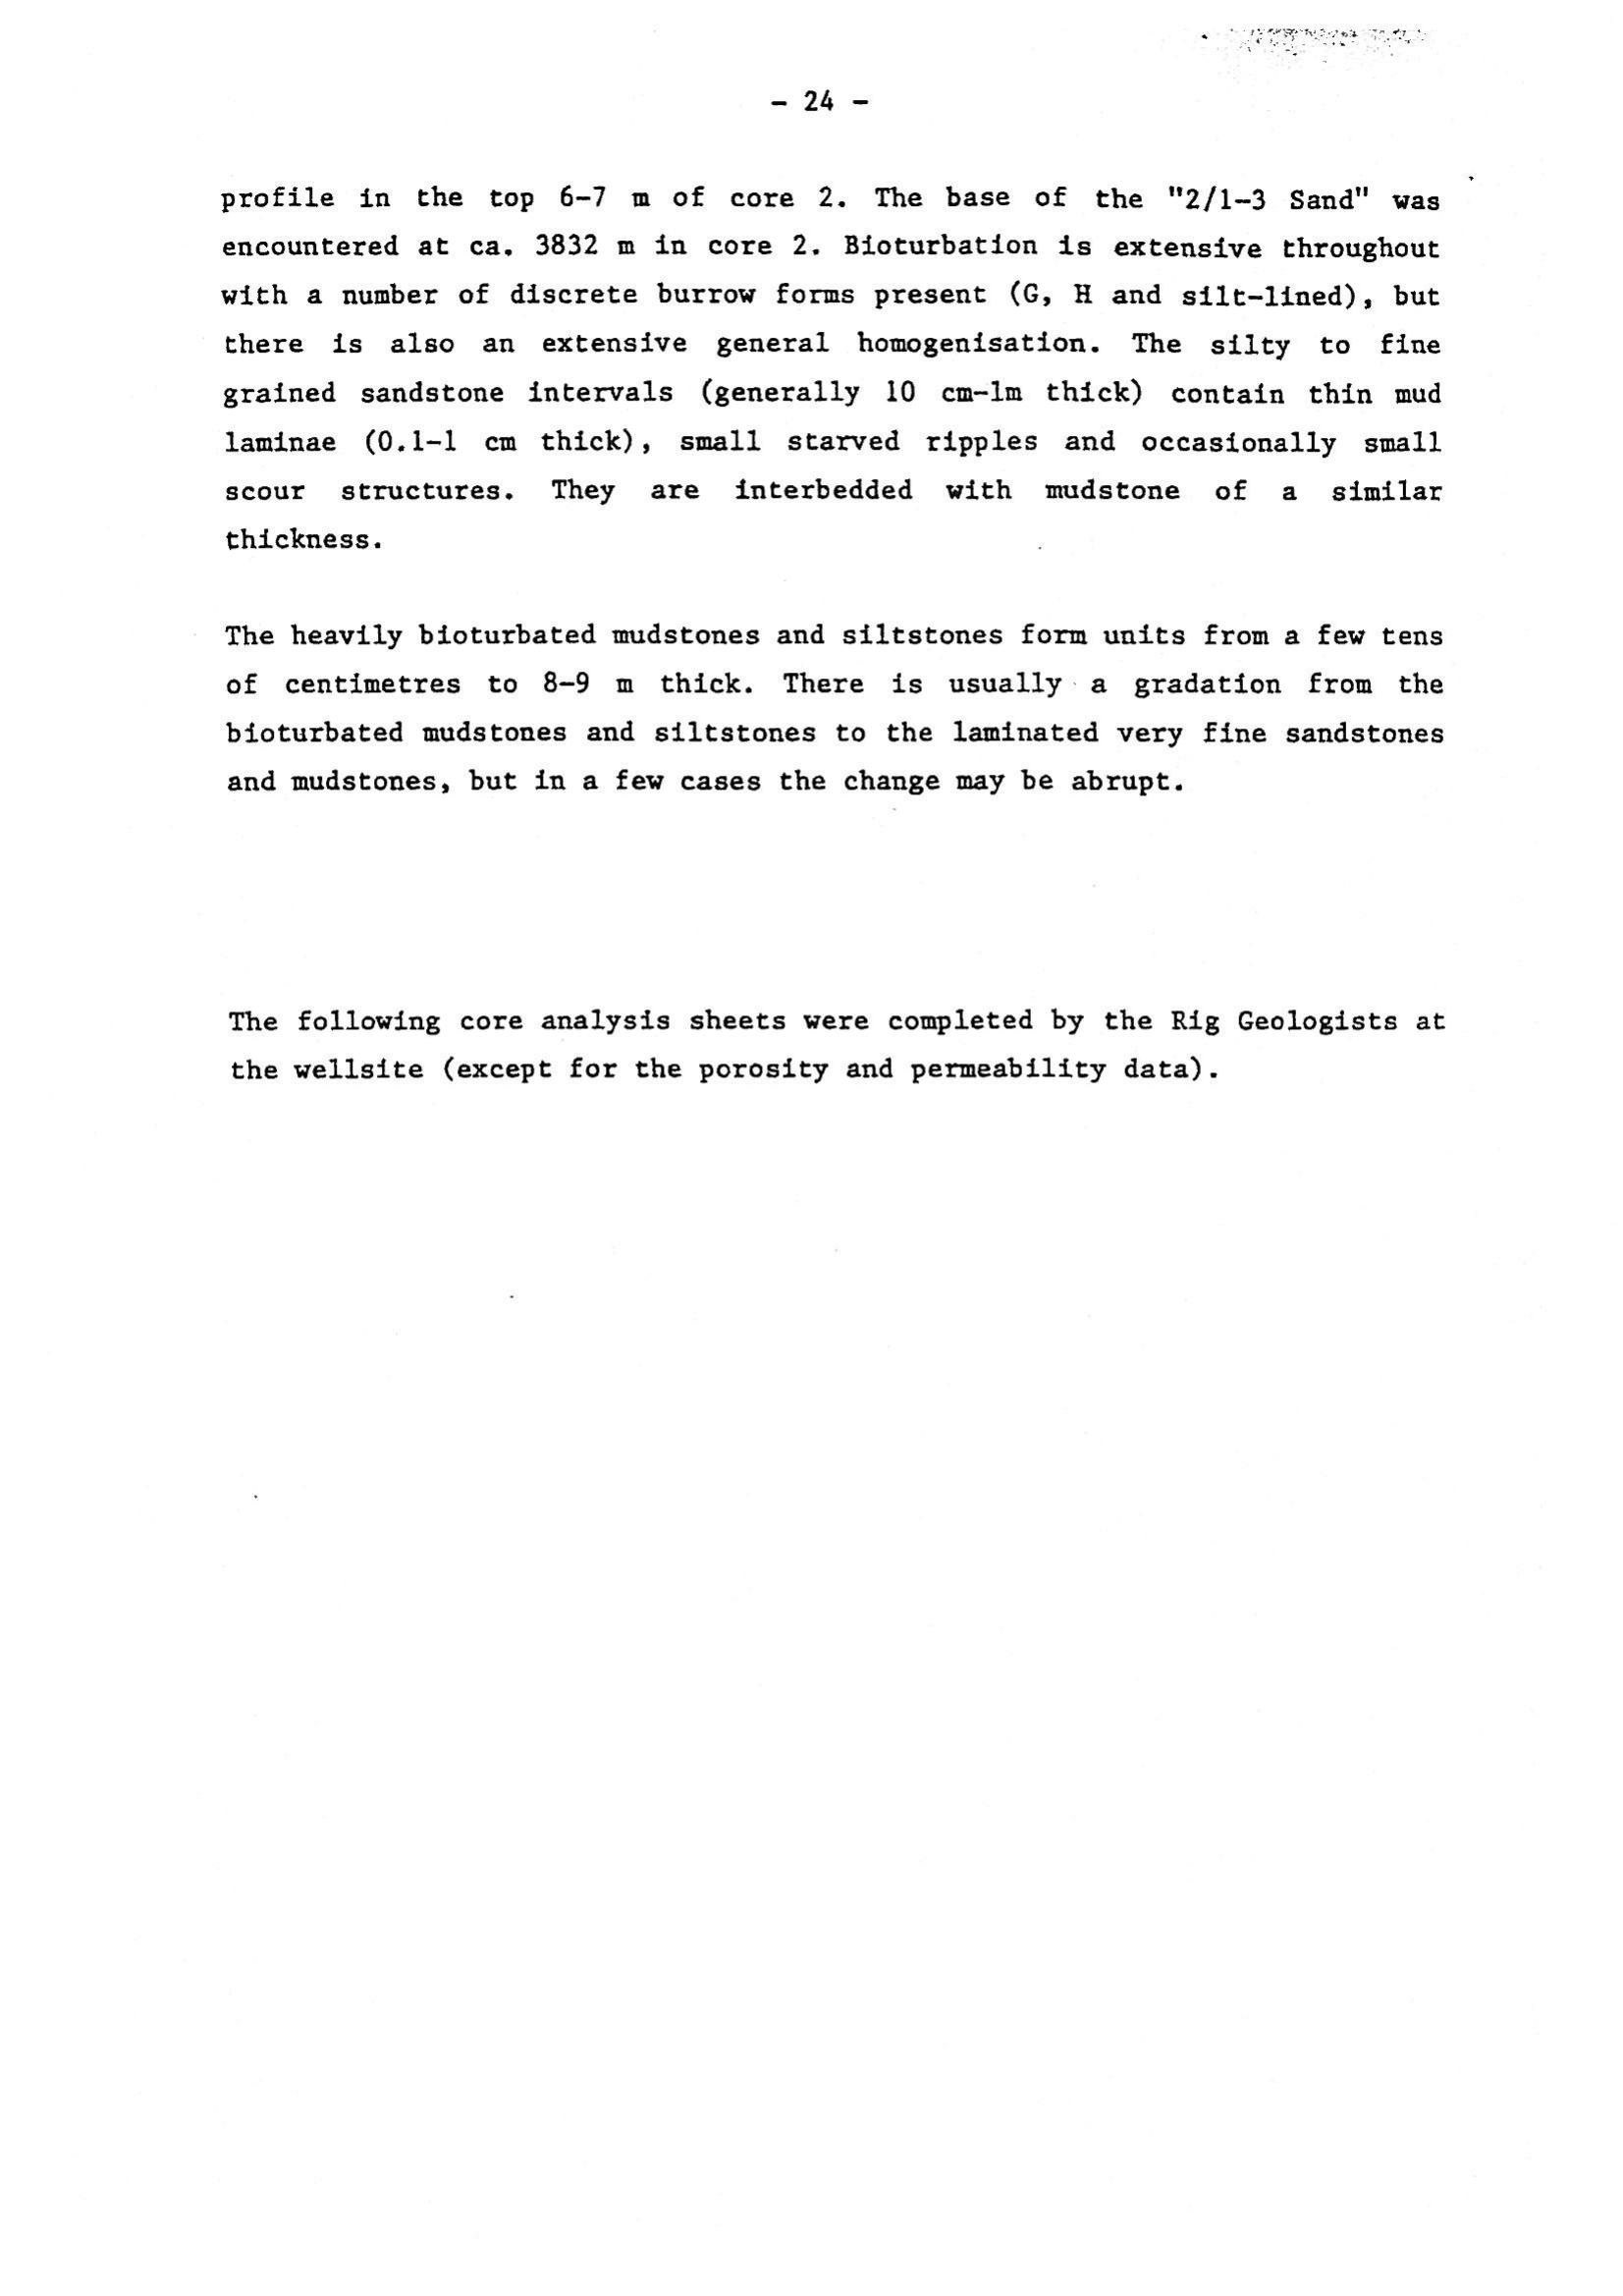 - 24 -
profile in the top 6-7 m of core 2. The base of the "2/1-3 Sand" was
encountered at ca. 3832 m in core 2. Bioturbation is extensive throughout
with a number of discrete burrow forms present (G, H and silt-lined), but
there is also an extensive general homogenisation. The silty to fine
grained sandstone intervals (generally 10 cm-1m thick) contain thin mud
laminae (0.1-1 cm thick), small starved ripples and occasionally small
scour structures. They are interbedded with mudstone of a similar
thickness.
The heavily bioturbated mudstones and siltstones form units from a few tens
of centimetres to 8-9 m thick. There is usually a gradation from the
bioturbated mudstones and siltstones to the laminated very fine sandstones
and mudstones, but in a few cases the change may be abrupt.
The following core analysis sheets were completed by the Rig Geologists at
the wellsite (except for the porosity and permeability data).